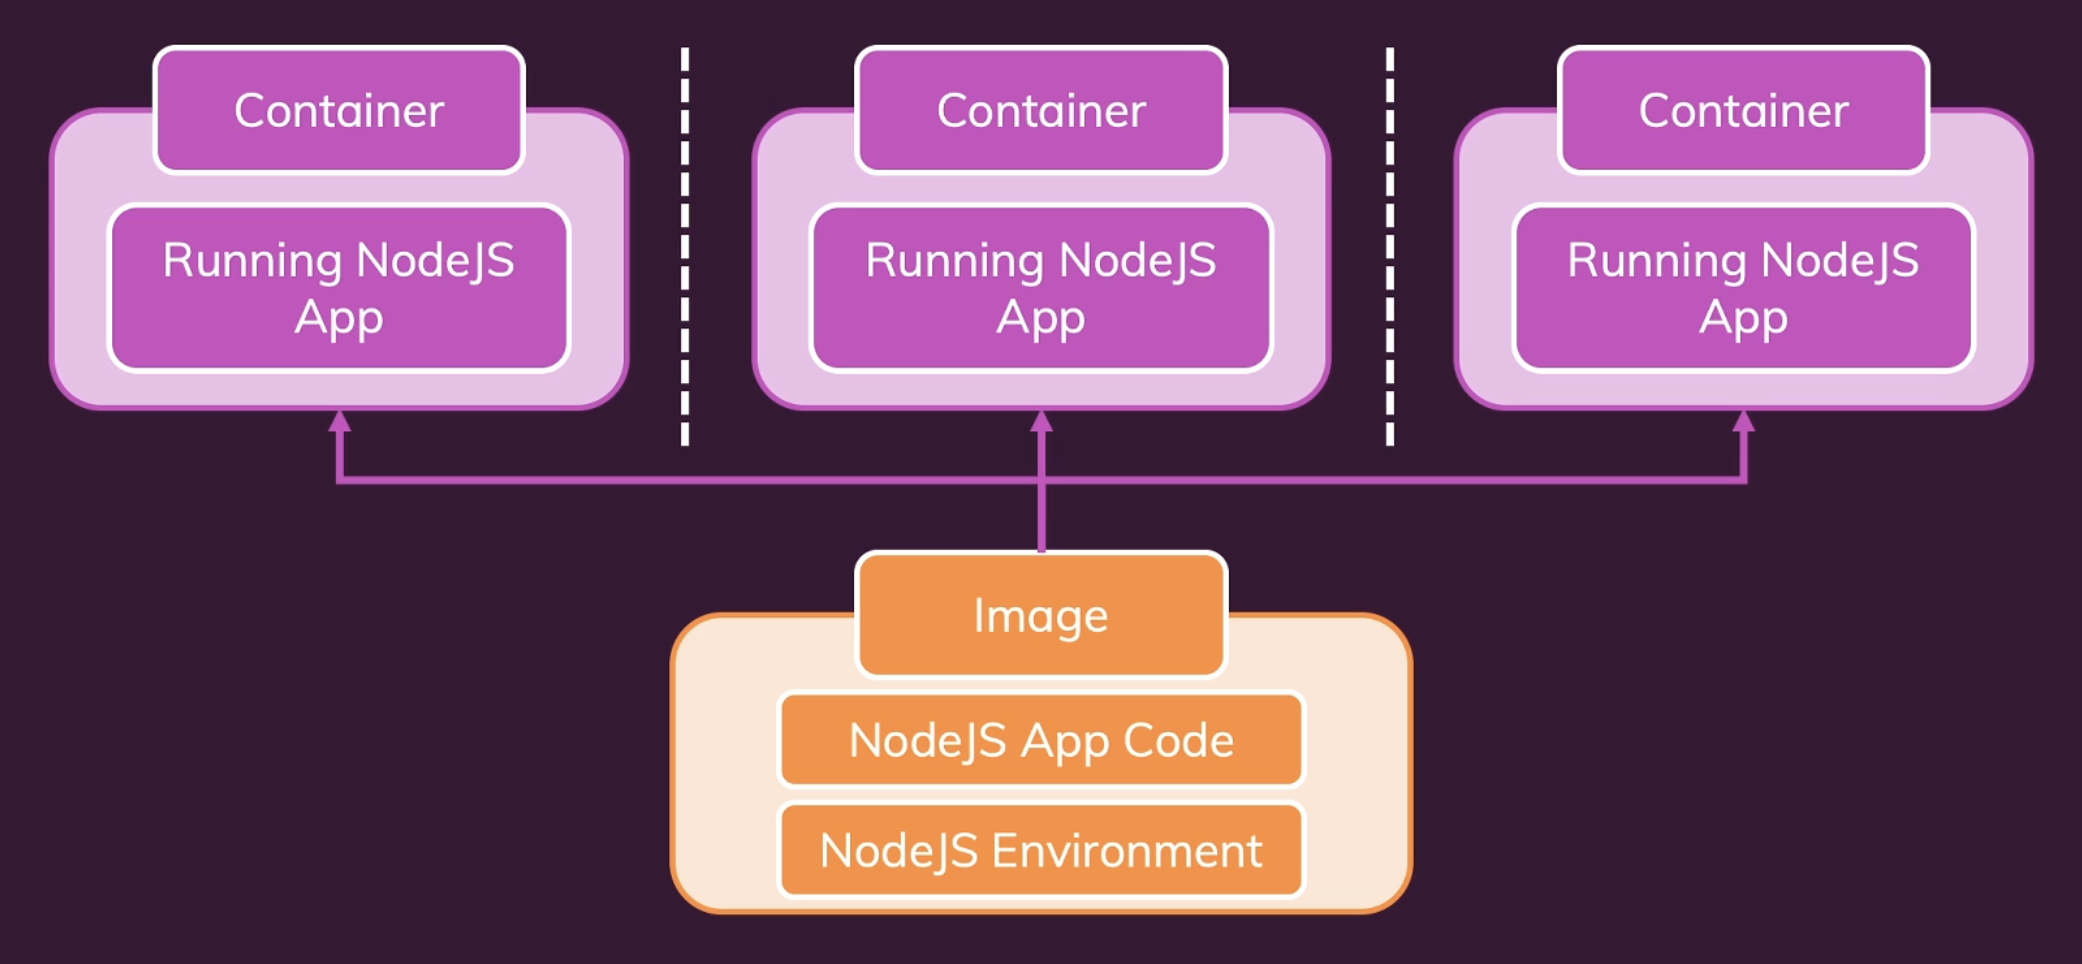 Container
Running NodeJS
App
Container
Running NodeJS
App
Container
Running NodeJS
App
Image
NodeJS App Code
NodeJS Environment